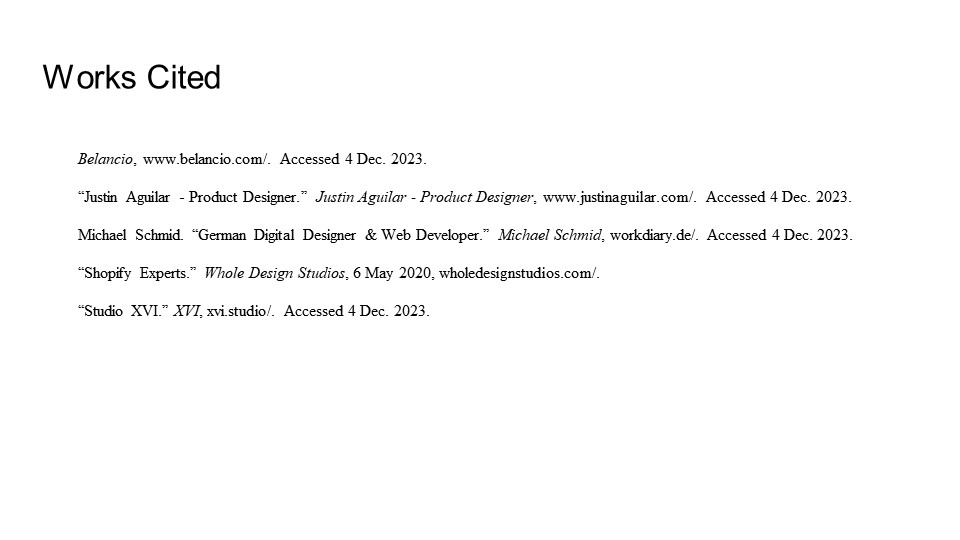 Works Cited
Belancio, www.belancio.com/. Accessed 4 Dec. 2023.
“Justin Aguilar - Product Designer.” Justin Aguilar - Product Designer, www.justinaguilar.com/. Accessed 4 Dec. 2023.
Michael Schmid. “German Digital Designer & Web Developer.” Michael Schmid, workdiary.de/. Accessed 4 Dec. 2023.
“Shopify Experts.” Whole Design Studios, 6 May 2020, wholedesignstudios.com/.
“Studio XVI.” XVI, xvi.studio/. Accessed 4 Dec. 2023.